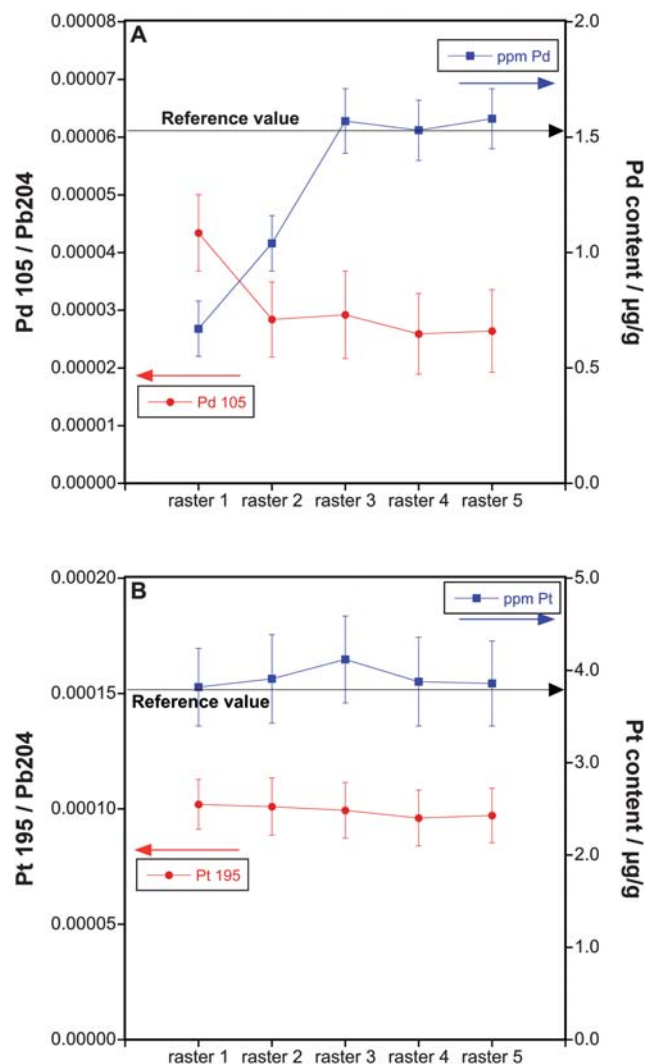 A
0.00008
0.00007
0.00006
0.00005
0.00004
0.00003
0.00002
0.00001
0.00000
Pd 105 / Pb204
ppm Pd
Reference value
Pd 105
2.0
1.5
1.0
0.5
0.0
Pd content / µg/g
raster 1 raster 2 raster 3 raster 4 raster 5
B
0.00020
0.00015
0.00010
0.00005
0.00000
Pt 195 / Pb204
ppm Pt
Reference value
Pt 195
5.0
4.0
3.0
2.0
1.0
0.0
Pt content / µg/g
raster 1 raster 2 raster 3 raster 4 raster 5